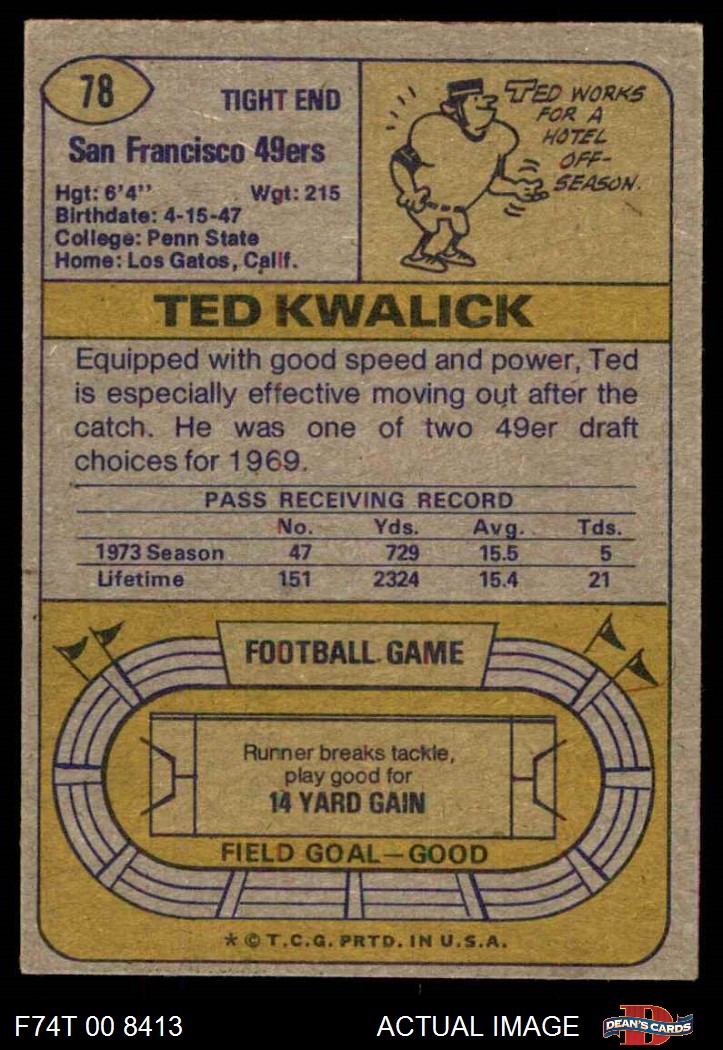 78
TIGHT END
San Francisco 49ers
Hgt: 6'4" Wgt: 215
Birthdate: 4-15-47
College: Penn State
Home: Los Gatos, Calif.
TED WORKS
FOR A
HOTEL
OFF-
SEASON.
TED KWALICK
Equipped with good speed and power, Ted
is especially effective moving out after the
catch. He was one of two 49er draft
choices for 1969.
PASS RECEIVING RECORD
No. Yds. Avg. Tds.
1973 Season 47 729 15.5 5
Lifetime 151 2324 15.4 21
FOOTBALL GAME
Runner breaks tackle,
play good for
14 YARD GAIN
FIELD GOAL—GOOD
* © T.C.G. PRTD. IN U.S.A.
F74T 00 8413 ACTUAL IMAGE
D
DEAN'S CARDS